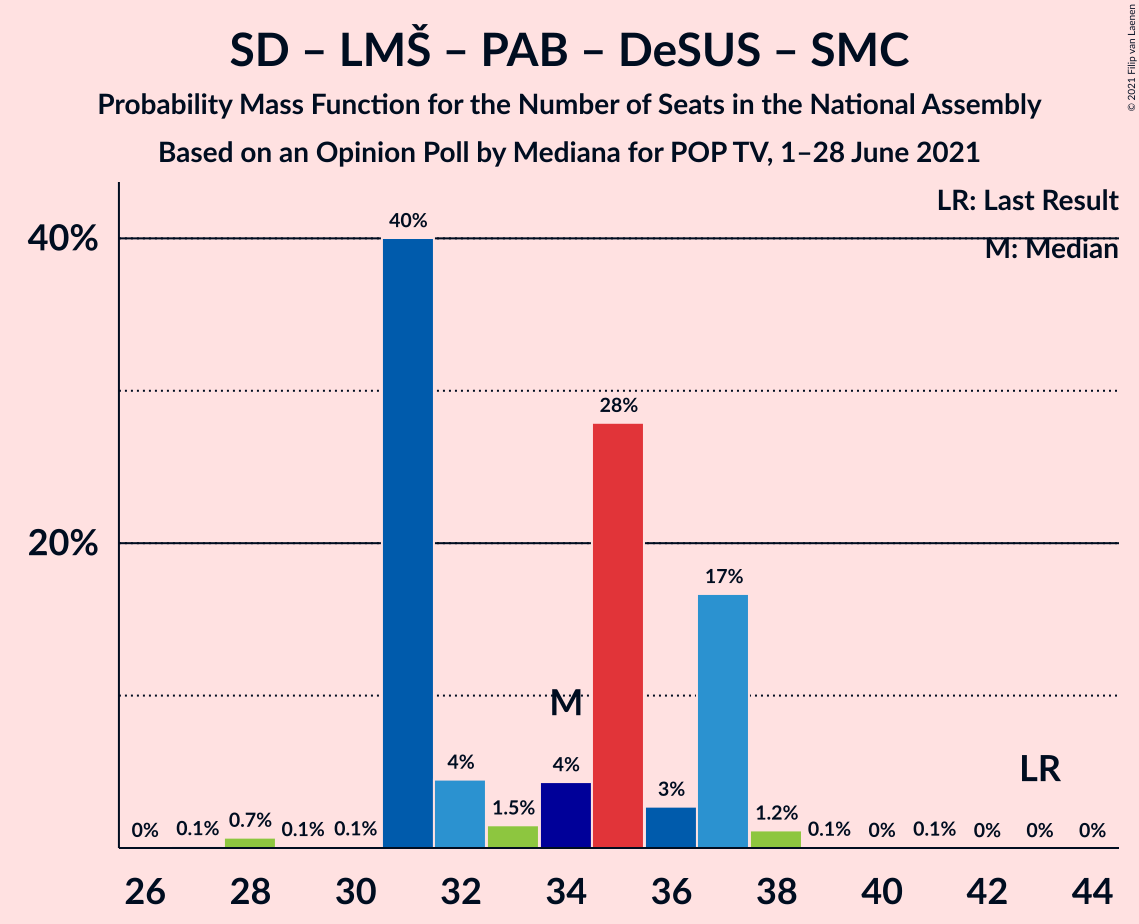 SD – LMŠ – PAB – DeSUS – SMC
Probability Mass Function for the Number of Seats in the National Assembly
Based on an Opinion Poll by Mediana for POP TV, 1–28 June 2021
© 2021 Filip van Laenen
LR: Last Result
M: Median
40%
20%
0%
0.1%
0.7%
0.1%
0.1%
40%
4%
1.5%
4%
28%
3%
17%
1.2%
0.1%
0%
0.1%
0%
0%
0%
M
LR
26 28 30 32 34 36 38 40 42 44